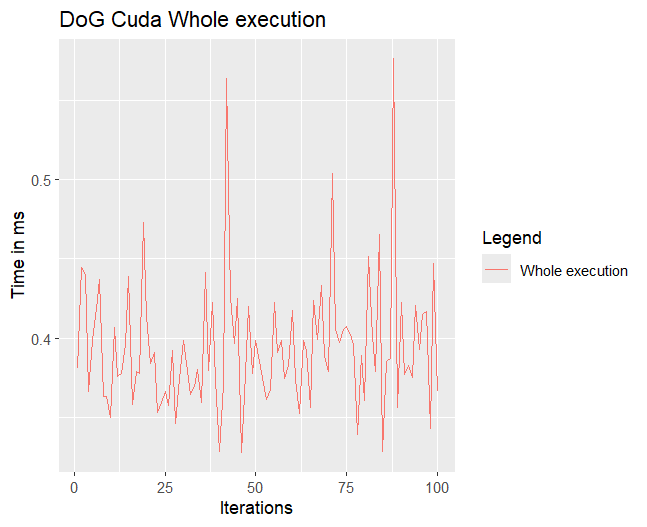 DoG Cuda Whole execution
Time in ms
0.5
0.4
0
25
50
75
100
Iterations
Legend
Whole execution